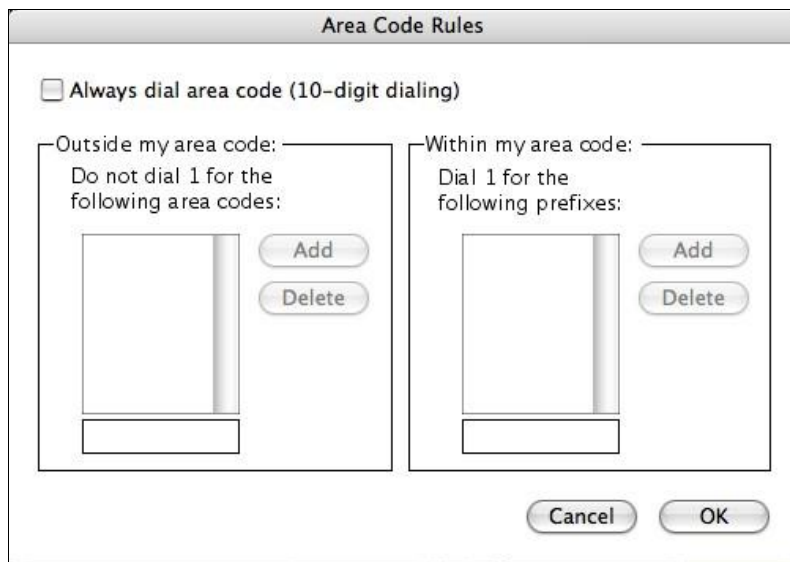 Area Code Rules
Always dial area code (10-digit dialing)
Outside my area code:
Do not dial 1 for the
following area codes:
Add
Delete
Within my area code:
Dial 1 for the
following prefixes:
Add
Delete
Cancel
OK